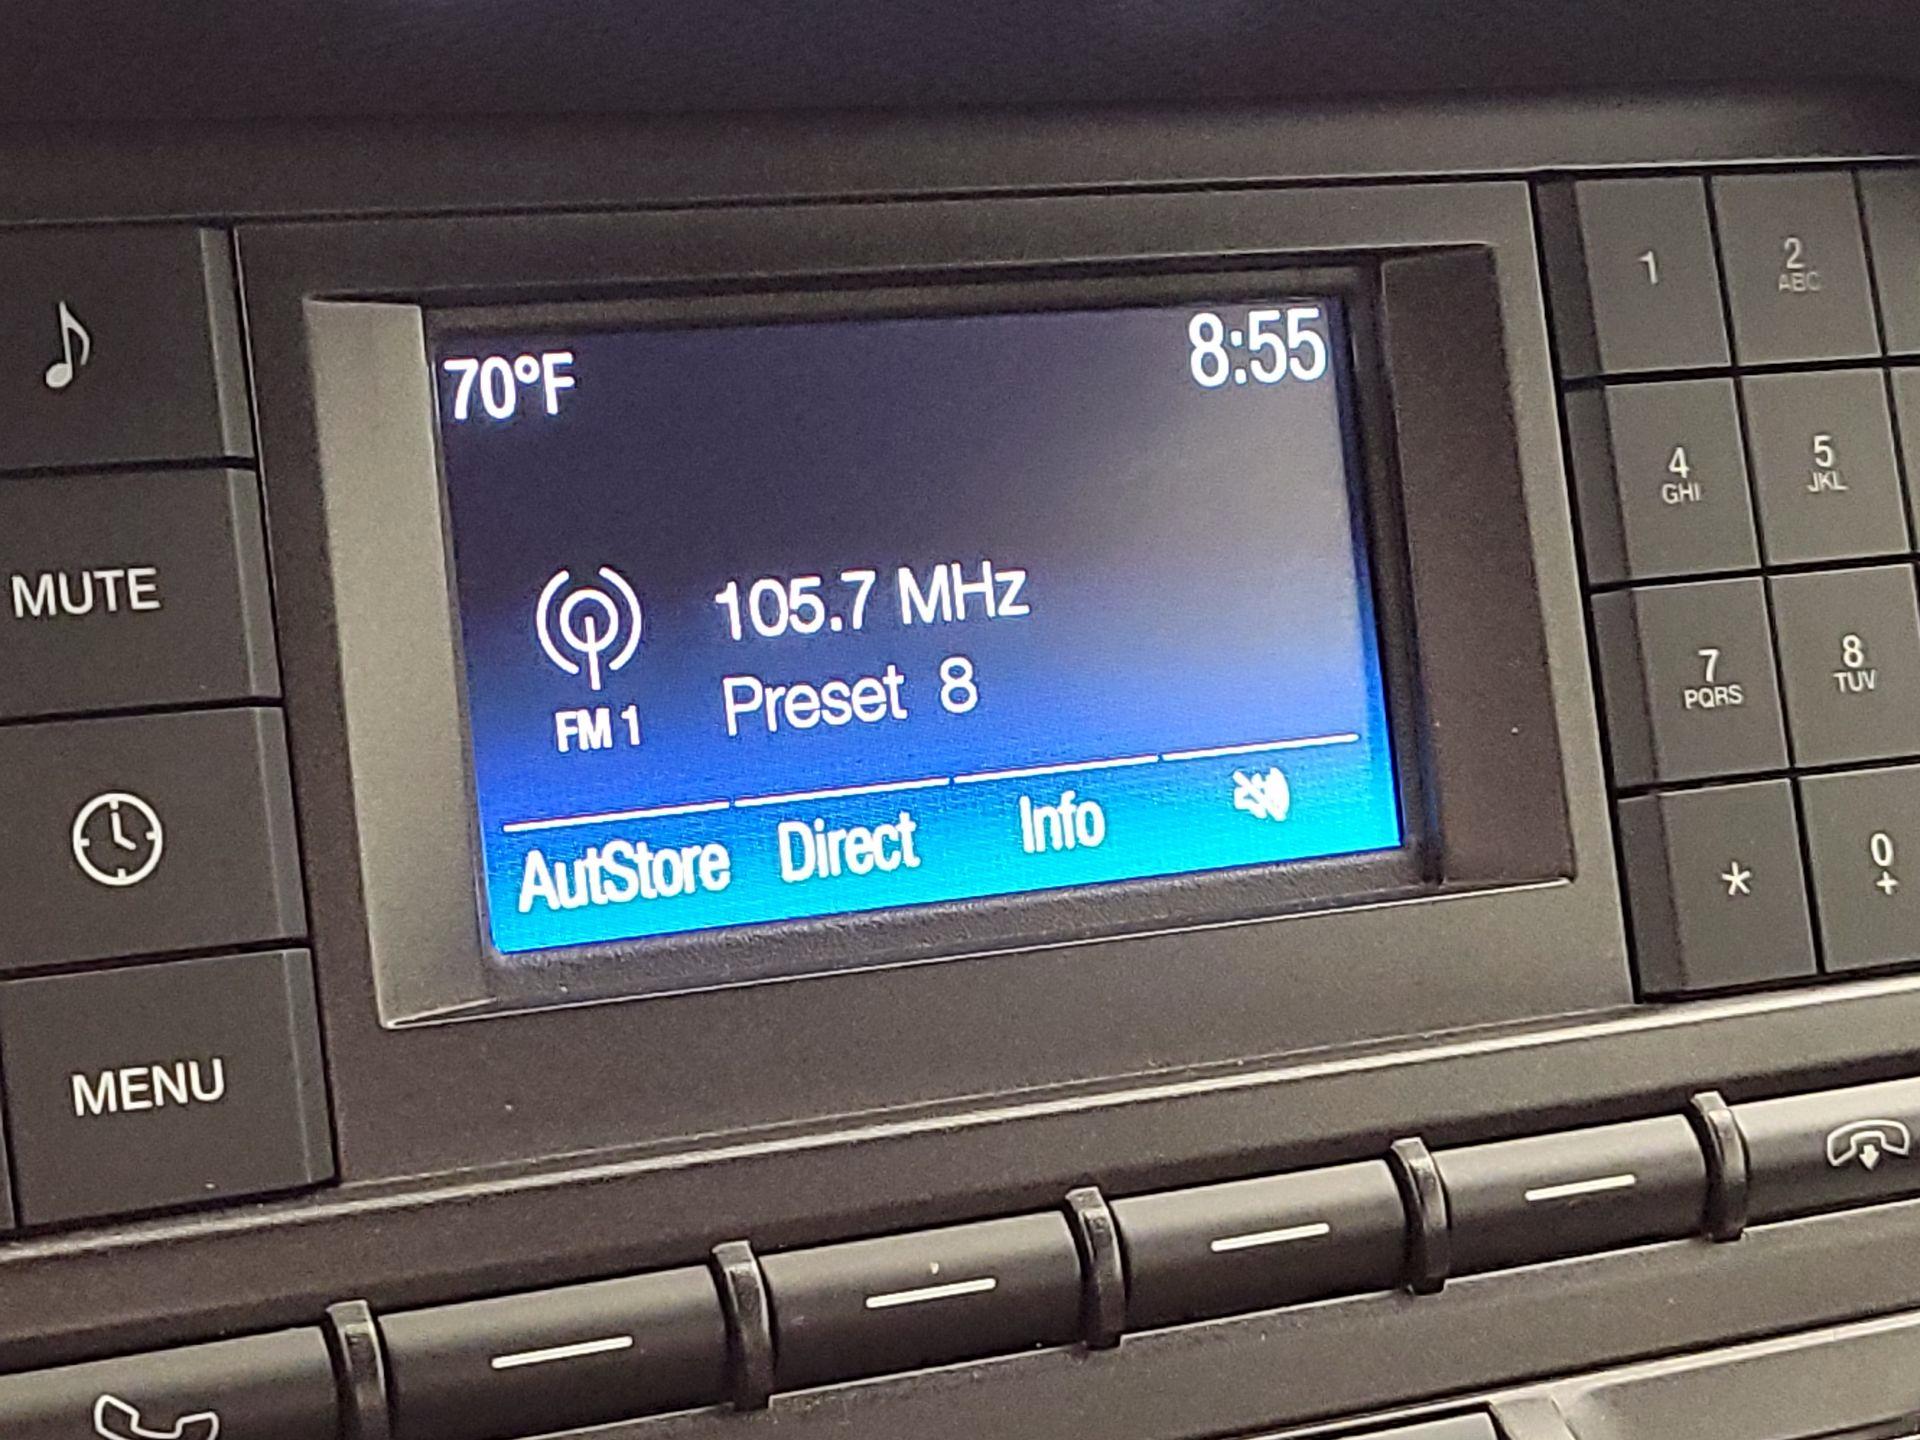 70°F 8:55
105.7 MHz
FM 1 Preset 8
AutStore Direct Info
MUTE
MENU
1 2
ABC
4 5
GHI JKL
7 8
PQRS TUV
* 0
+